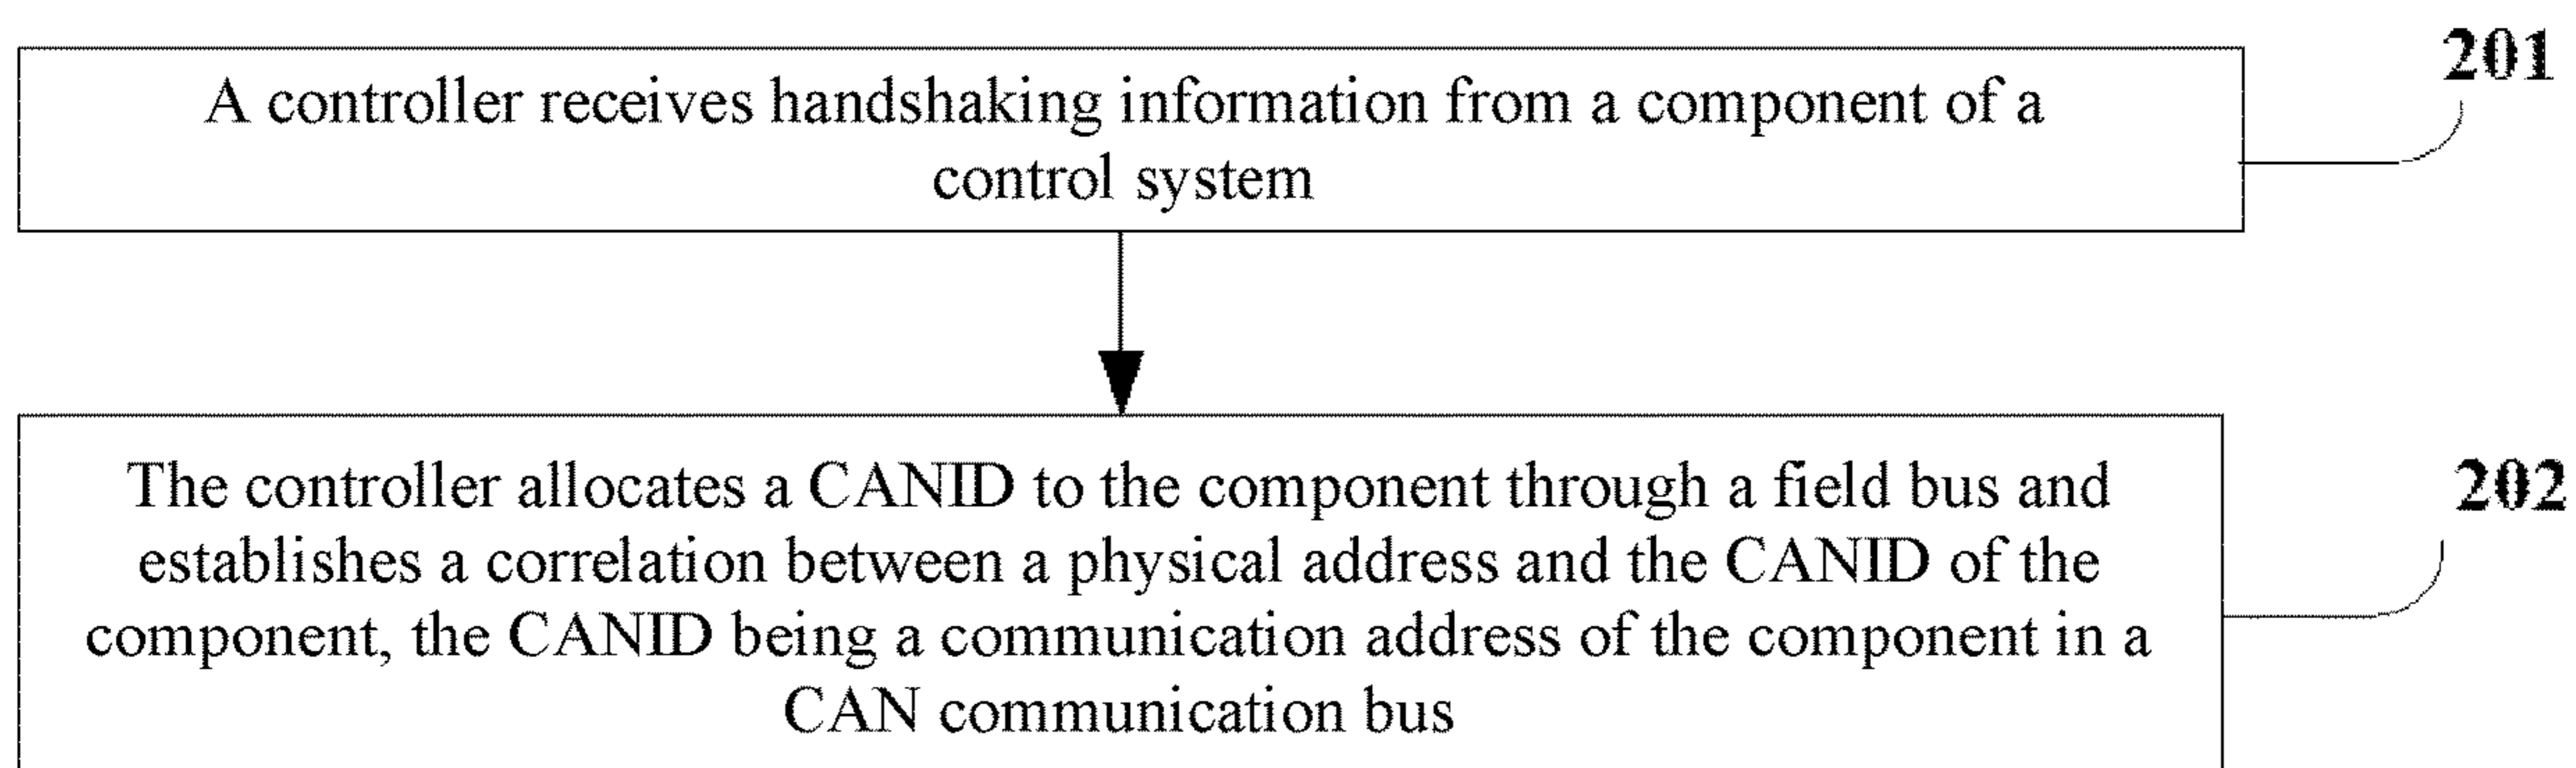 201
A controller receives handshaking information from a component of a
control system
The controller allocates a CANID to the component through a field bus and
202
establishes a correlation between a physical address and the CANID of the
component, the CANID being a communication address of the component in a
CAN communication bus